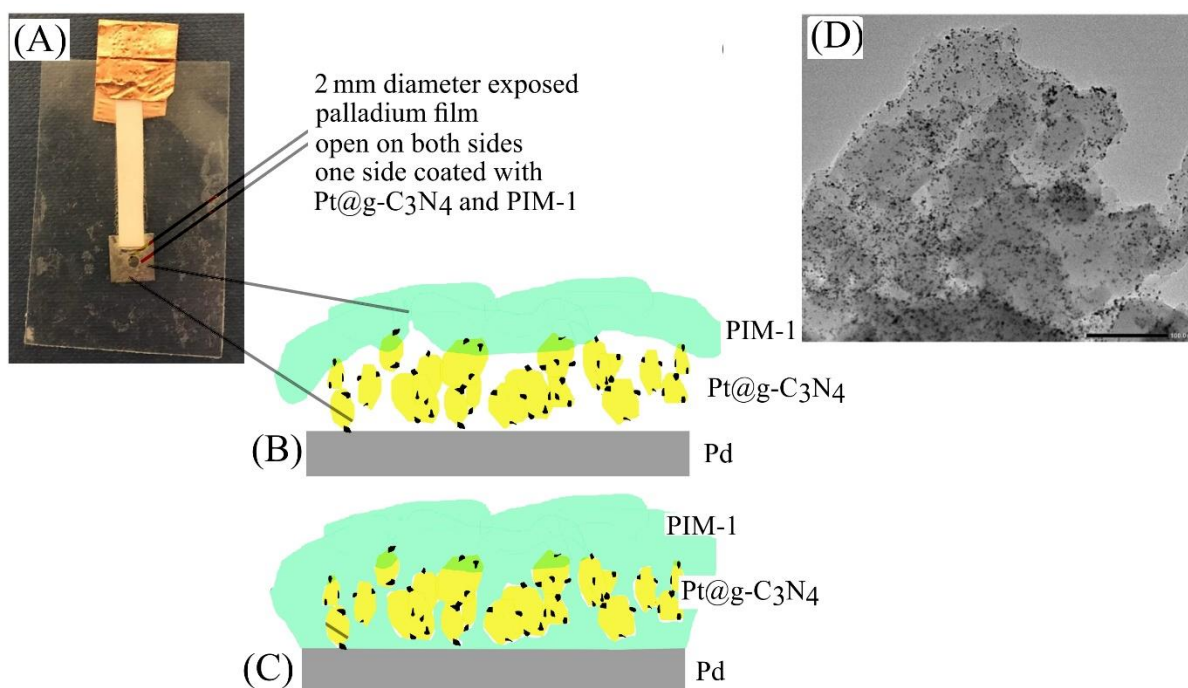 (A)
2 mm diameter exposed
palladium film
open on both sides
one side coated with
Pt@g-C3N4 and PIM-1
(D)
PIM-1
Pt@g-C3N4
(B)
Pd
PIM-1
Pt@g-C3N4
(C)
Pd